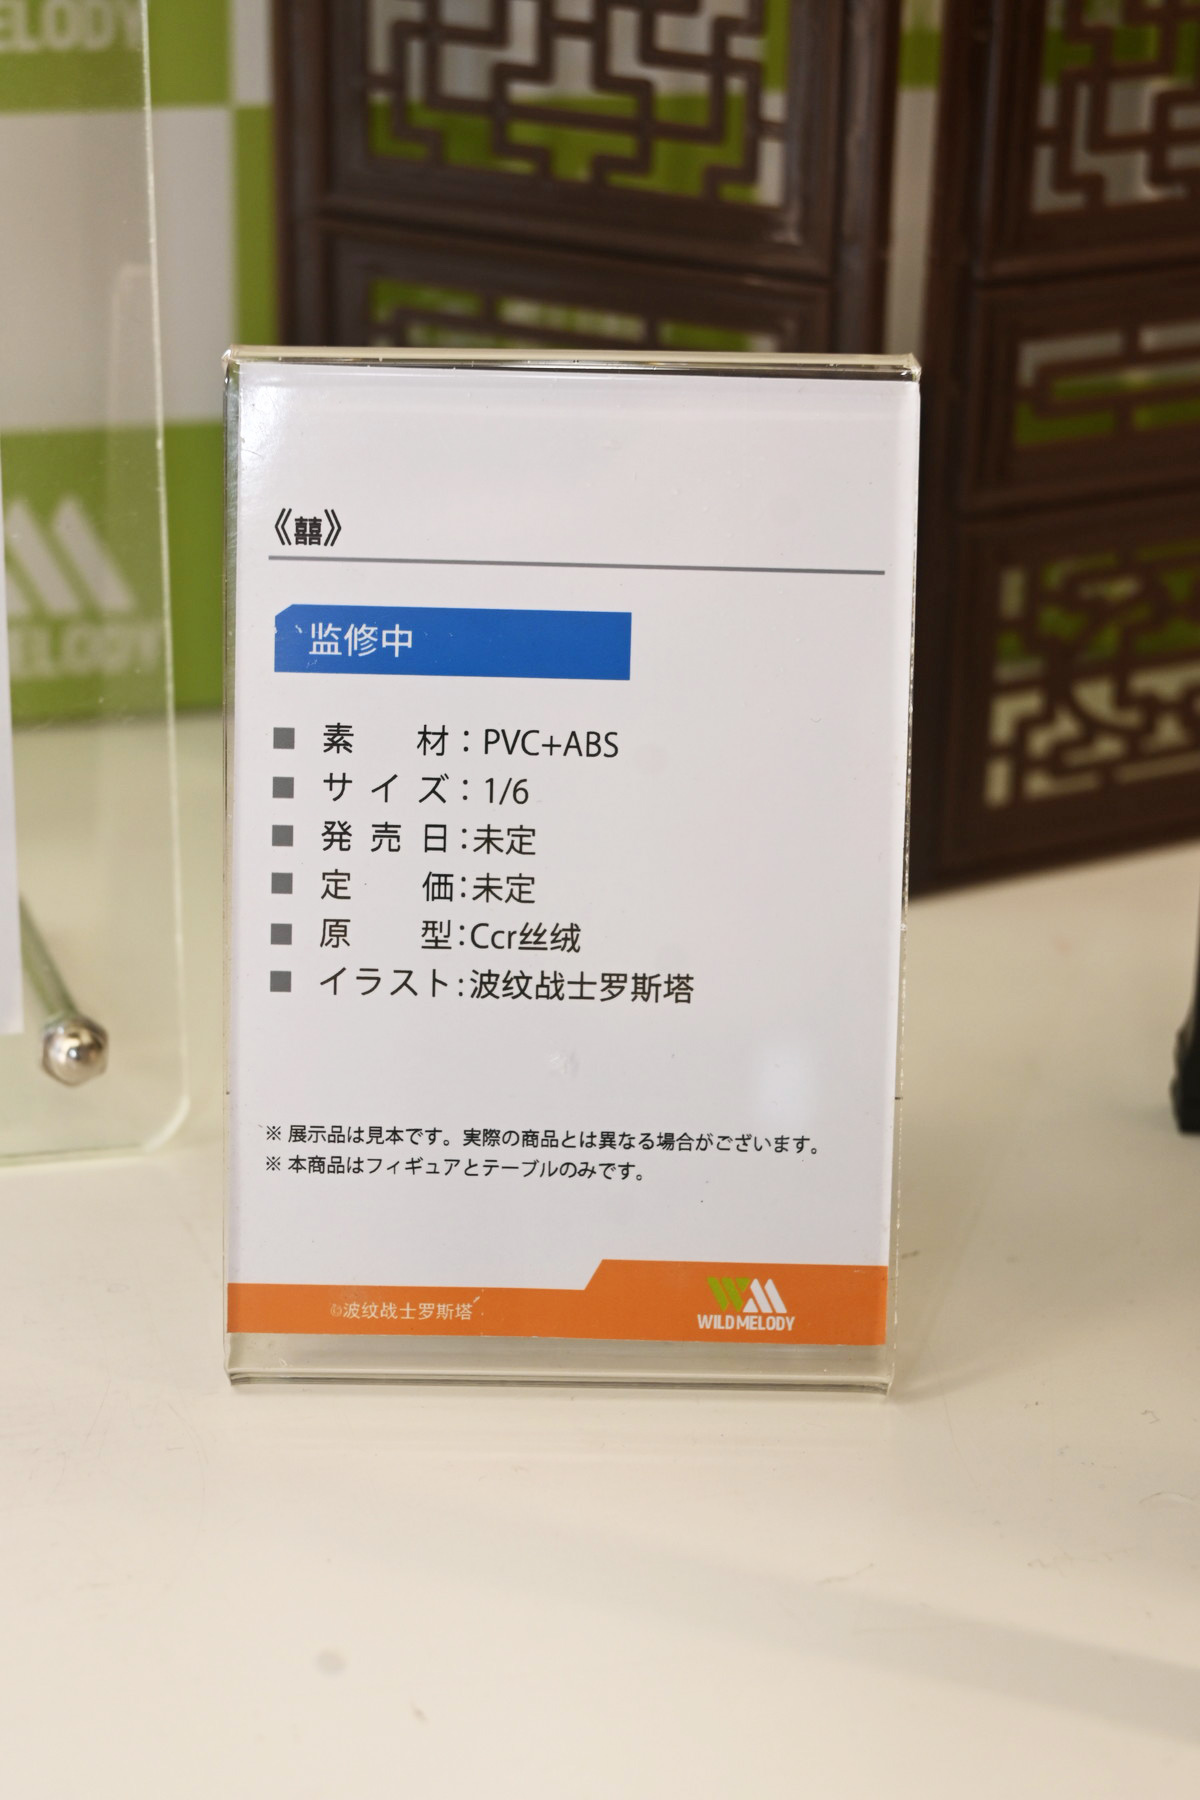 ELODY
ELODY
《囍》
监修中
■ 素 材：PVC+ABS
■ サイズ：1/6
■ 発売日：未定
■ 定 価：未定
■ 原 型：Ccr丝绒
■ イラスト：波纹战士罗斯塔
※ 展示品は見本です。実際の商品とは異なる場合がございます。
※ 本商品はフィギュアとテーブルのみです。
©波纹战士罗斯塔
WILD MELODY